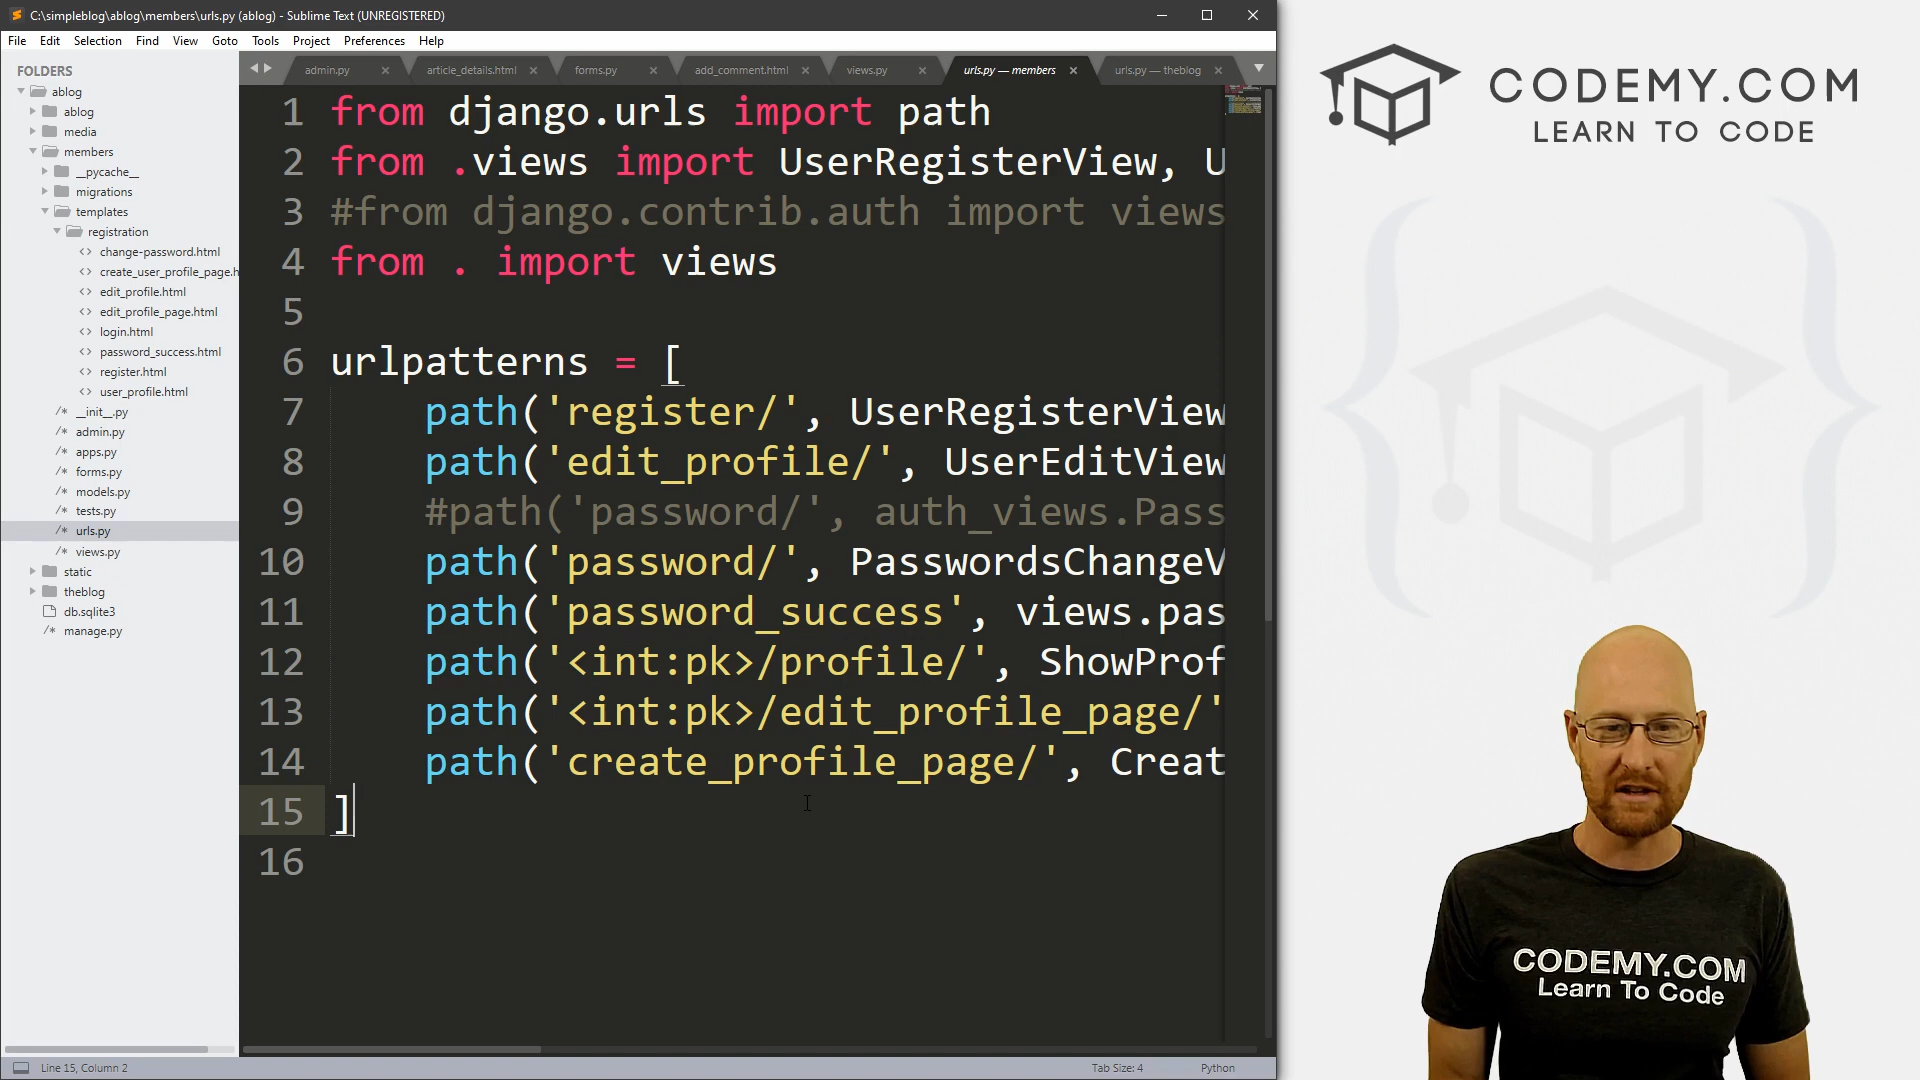 C:\simpleblog\ablog\members\urls.py (ablog) - Sublime Text (UNREGISTERED)
File Edit Selection Find View Goto Tools Project Preferences Help
FOLDERS
ablog
ablog
media
members
__pycache__
migrations
templates
registration
change-password.html
create_user_profile_page.h
edit_profile.html
edit_profile_page.html
login.html
password_success.html
register.html
user_profile.html
__init__.py
admin.py
apps.py
forms.py
models.py
tests.py
urls.py
views.py
static
theblog
db.sqlite3
manage.py
admin.py article_details.html forms.py add_comment.html views.py urls.py — members urls.py — theblog
1 from django.urls import path
2 from .views import UserRegisterView, U
3 #from django.contrib.auth import views
4 from . import views
5
6 urlpatterns = [
7 path('register/', UserRegisterView
8 path('edit_profile/', UserEditView
9 #path('password/', auth_views.Pass
10 path('password/', PasswordsChangeV
11 path('password_success', views.pas
12 path('<int:pk>/profile/', ShowProf
13 path('<int:pk>/edit_profile_page/'
14 path('create_profile_page/', Creat
15 ]
16
Line 15, Column 2
Tab Size: 4
Python
CODEMY.COM
LEARN TO CODE
CODEMY.COM
Learn To Code